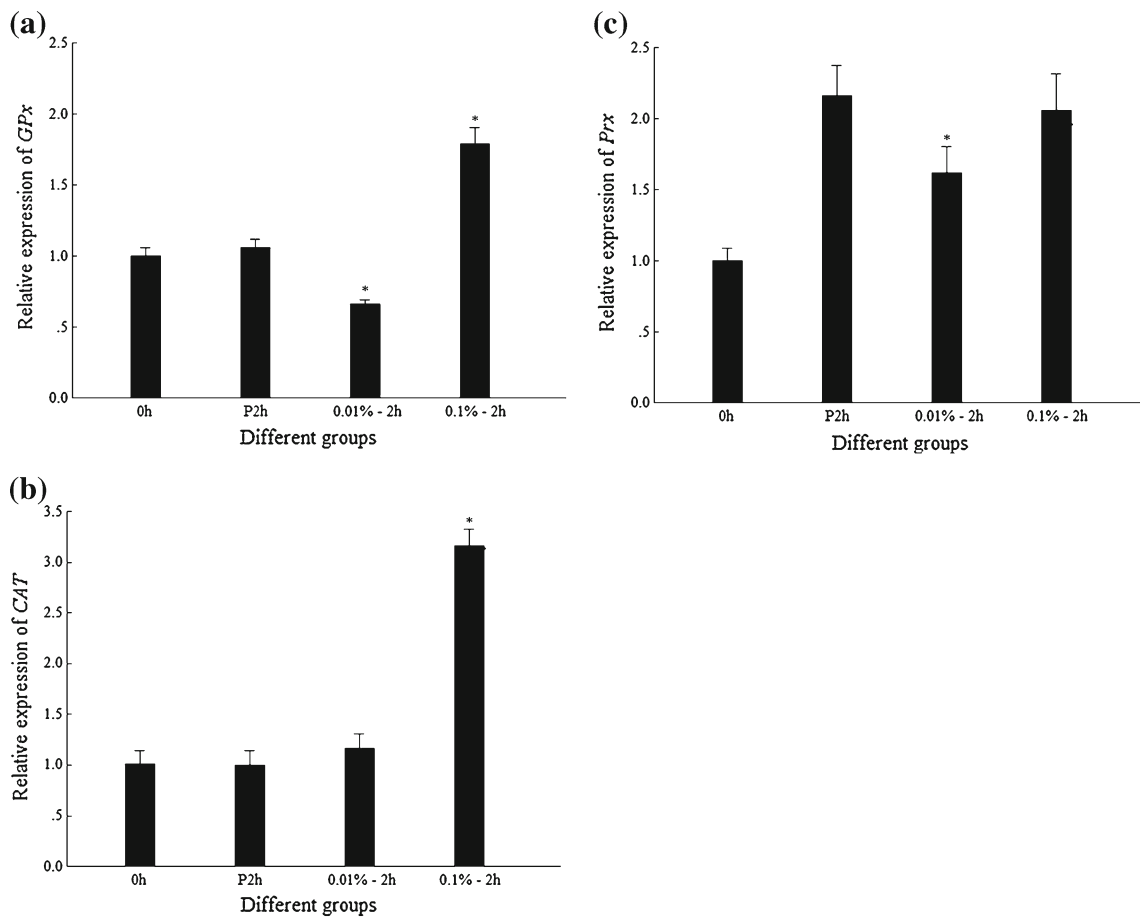 (a)
2.5
2.0
1.5
1.0
.5
0.0
Relative expression of GPx
*
*
0h P2h 0.01% - 2h 0.1% - 2h
Different groups
(c)
2.5
2.0
1.5
1.0
.5
0.0
Relative expression of Prx
*
0h P2h 0.01% - 2h 0.1% - 2h
Different groups
(b)
3.5
3.0
2.5
2.0
1.5
1.0
.5
0.0
Relative expression of CAT
*
0h P2h 0.01% - 2h 0.1% - 2h
Different groups